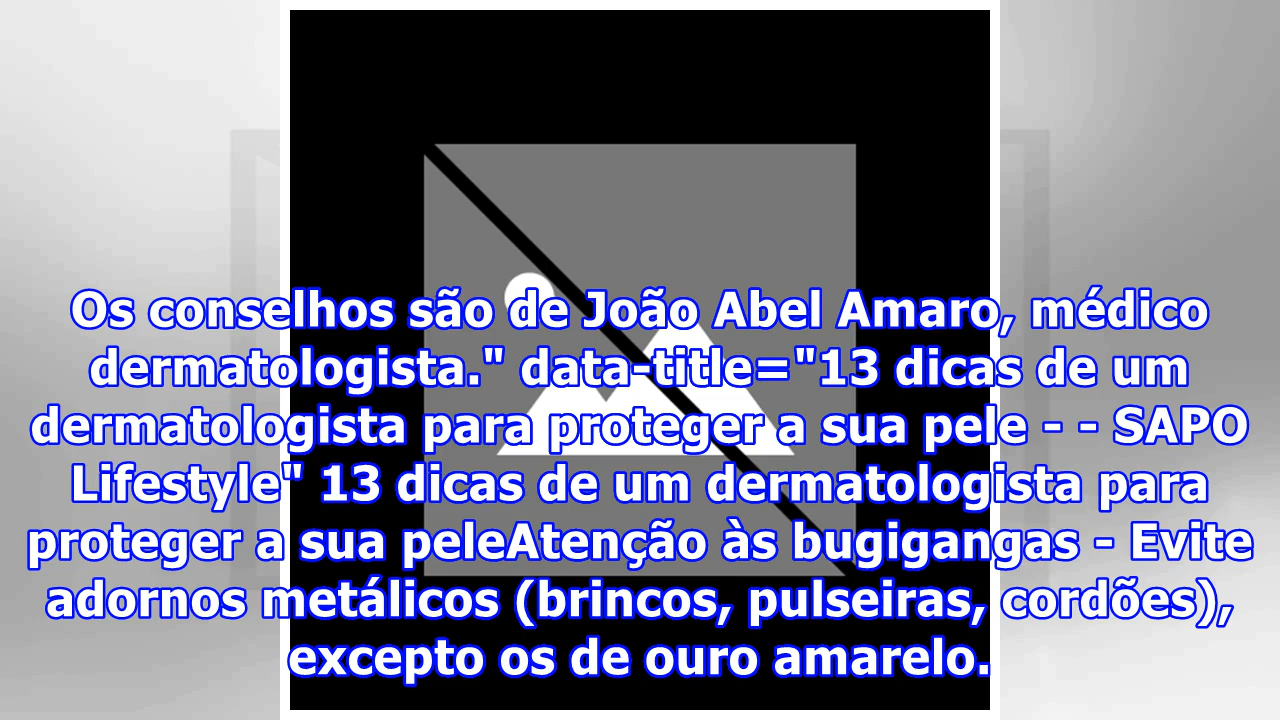 Os conselhos são de João Abel Amaro, médico
dermatologista." data-title="13 dicas de um
dermatologista para proteger a sua pele - - SAPO
Lifestyle" 13 dicas de um dermatologista para
proteger a sua peleAtenção às bugigangas - Evite
adornos metálicos (brincos, pulseiras, cordões),
excepto os de ouro amarelo.